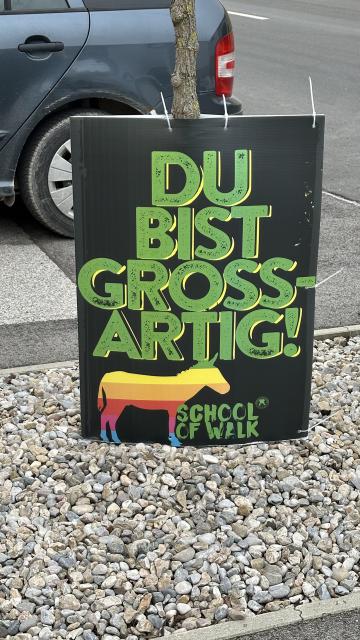 DU
BIST
GROSS-
ARTIG!
SCHOOL
OF WALK